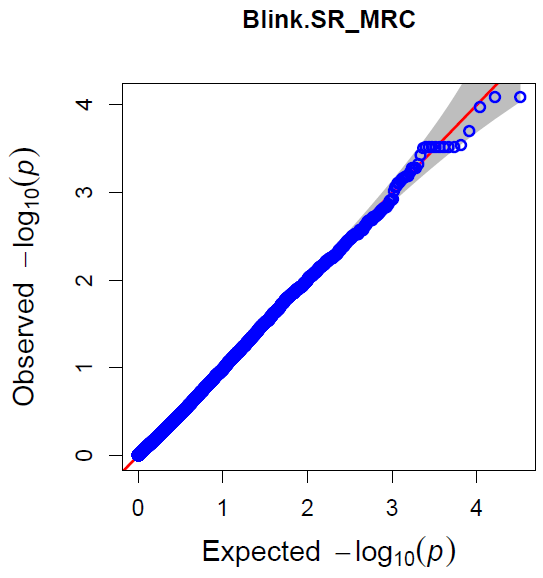 Blink.SR_MRC
Observed −log10(p)
4
3
2
1
0
0 1 2 3 4
Expected −log10(p)